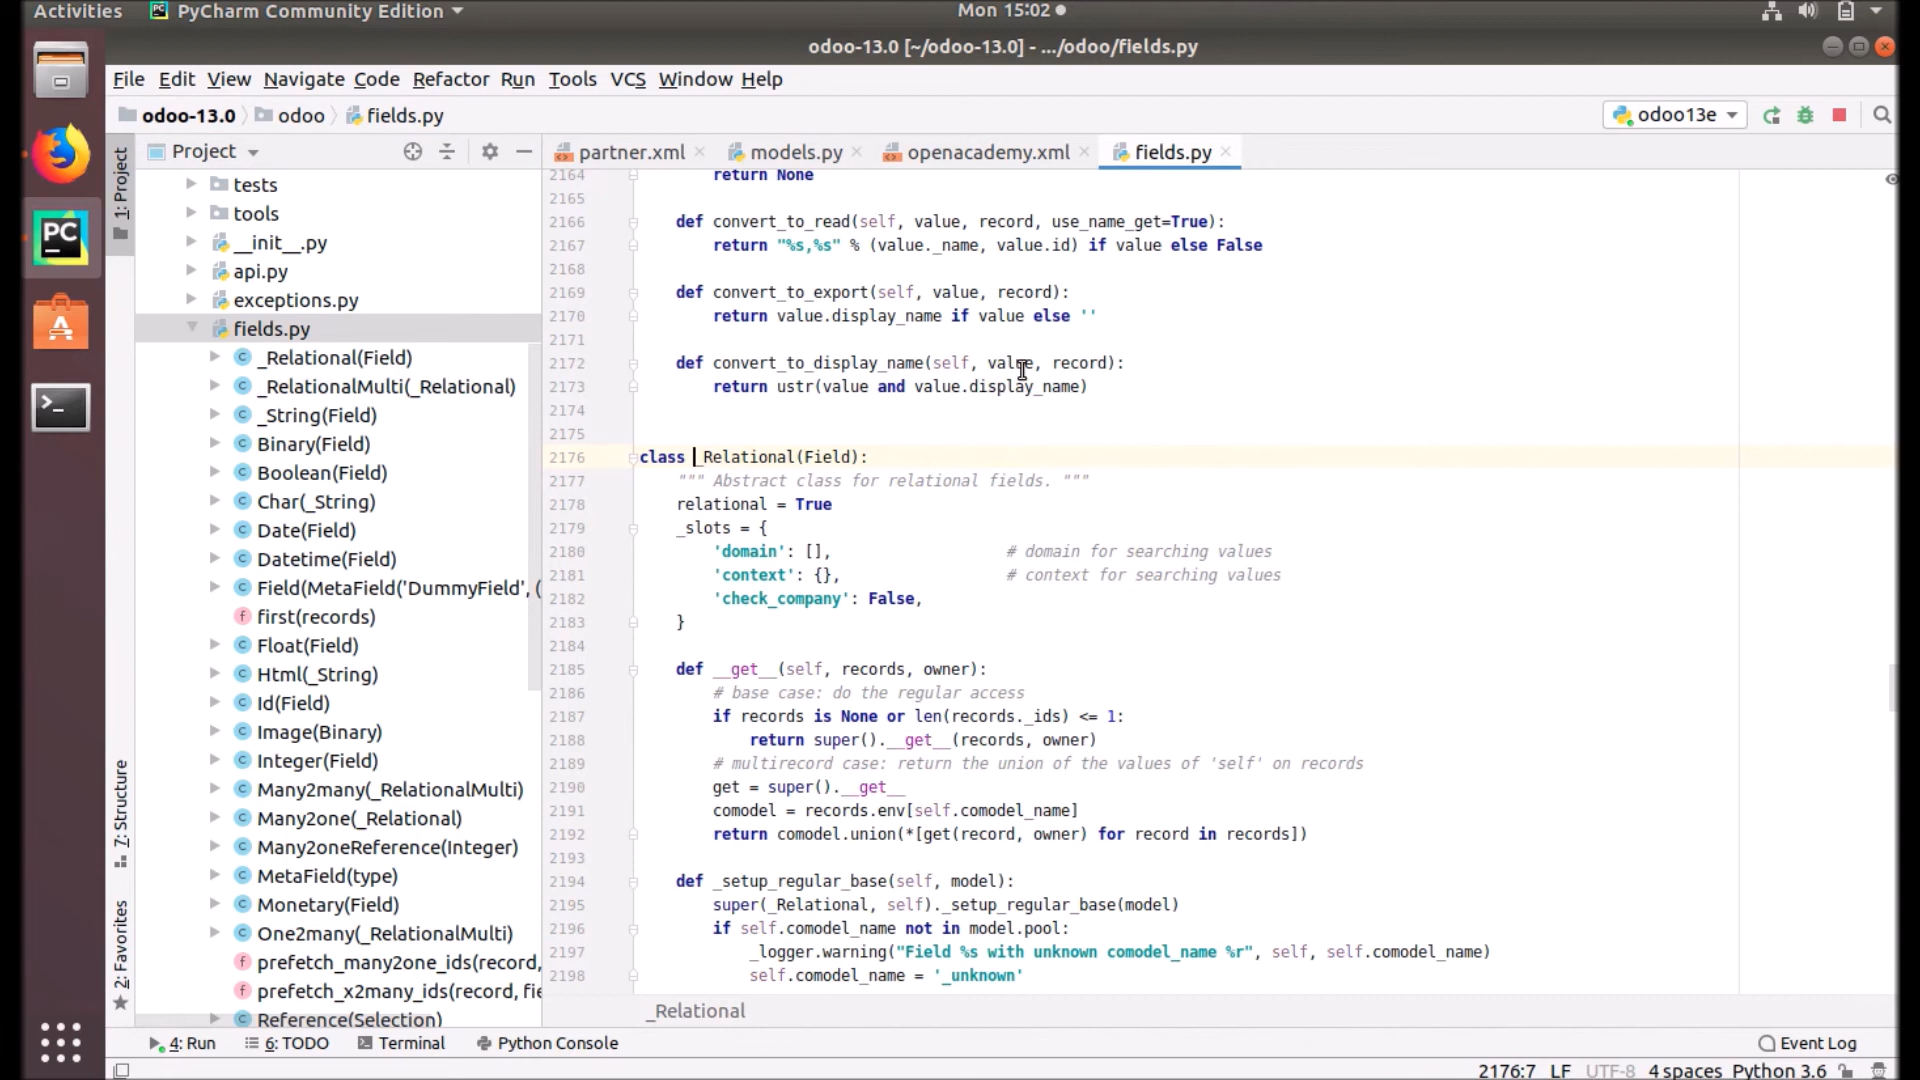 Activities PyCharm Community Edition Mon 15:02
odoo-13.0 [~/odoo-13.0] - .../odoo/fields.py
File Edit View Navigate Code Refactor Run Tools VCS Window Help
odoo-13.0 odoo fields.py odoo13e
Project partner.xml models.py openacademy.xml fields.py
1: Project
7: Structure
2: Favorites
tests
tools
__init__.py
api.py
exceptions.py
fields.py
_Relational(Field)
_RelationalMulti(_Relational)
_String(Field)
Binary(Field)
Boolean(Field)
Char(_String)
Date(Field)
Datetime(Field)
Field(MetaField('DummyField', (
first(records)
Float(Field)
Html(_String)
Id(Field)
Image(Binary)
Integer(Field)
Many2many(_RelationalMulti)
Many2one(_Relational)
Many2oneReference(Integer)
MetaField(type)
Monetary(Field)
One2many(_RelationalMulti)
prefetch_many2one_ids(record,
prefetch_x2many_ids(record, fie
Reference(Selection)
2164 return None
2165
2166 def convert_to_read(self, value, record, use_name_get=True):
2167 return "%s,%s" % (value._name, value.id) if value else False
2168
2169 def convert_to_export(self, value, record):
2170 return value.display_name if value else ''
2171
2172 def convert_to_display_name(self, value, record):
2173 return ustr(value and value.display_name)
2174
2175
2176 class _Relational(Field):
2177 """ Abstract class for relational fields. """
2178 relational = True
2179 _slots = {
2180 'domain': [], # domain for searching values
2181 'context': {}, # context for searching values
2182 'check_company': False,
2183 }
2184
2185 def __get__(self, records, owner):
2186 # base case: do the regular access
2187 if records is None or len(records._ids) <= 1:
2188 return super().__get__(records, owner)
2189 # multirecord case: return the union of the values of 'self' on records
2190 get = super().__get__
2191 comodel = records.env[self.comodel_name]
2192 return comodel.union(*[get(record, owner) for record in records])
2193
2194 def _setup_regular_base(self, model):
2195 super(_Relational, self)._setup_regular_base(model)
2196 if self.comodel_name not in model.pool:
2197 _logger.warning("Field %s with unknown comodel_name %r", self, self.comodel_name)
2198 self.comodel_name = '_unknown'
_Relational
4: Run 6: TODO Terminal Python Console Event Log
2176:7 LF UTF-8 4 spaces Python 3.6